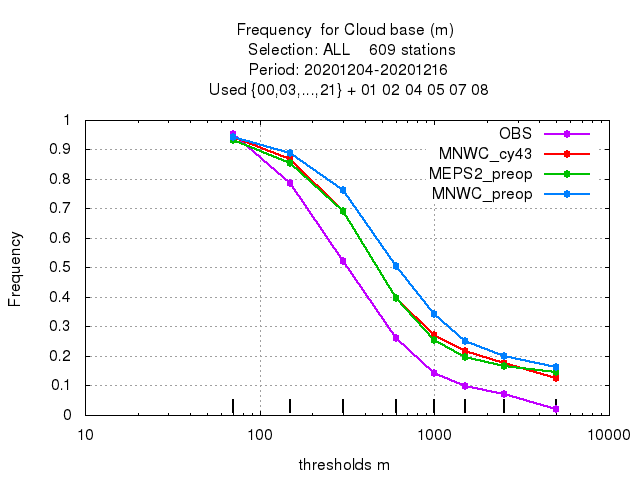 Frequency  for Cloud base (m)
Selection: ALL    609 stations
Period: 20201204-20201216
Used {00,03,...,21} + 01 02 04 05 07 08
OBS
MNWC_cy43
MEPS2_preop
MNWC_preop
1
0.9
0.8
0.7
0.6
0.5
0.4
0.3
0.2
0.1
0
Frequency
10
100
1000
10000
thresholds m